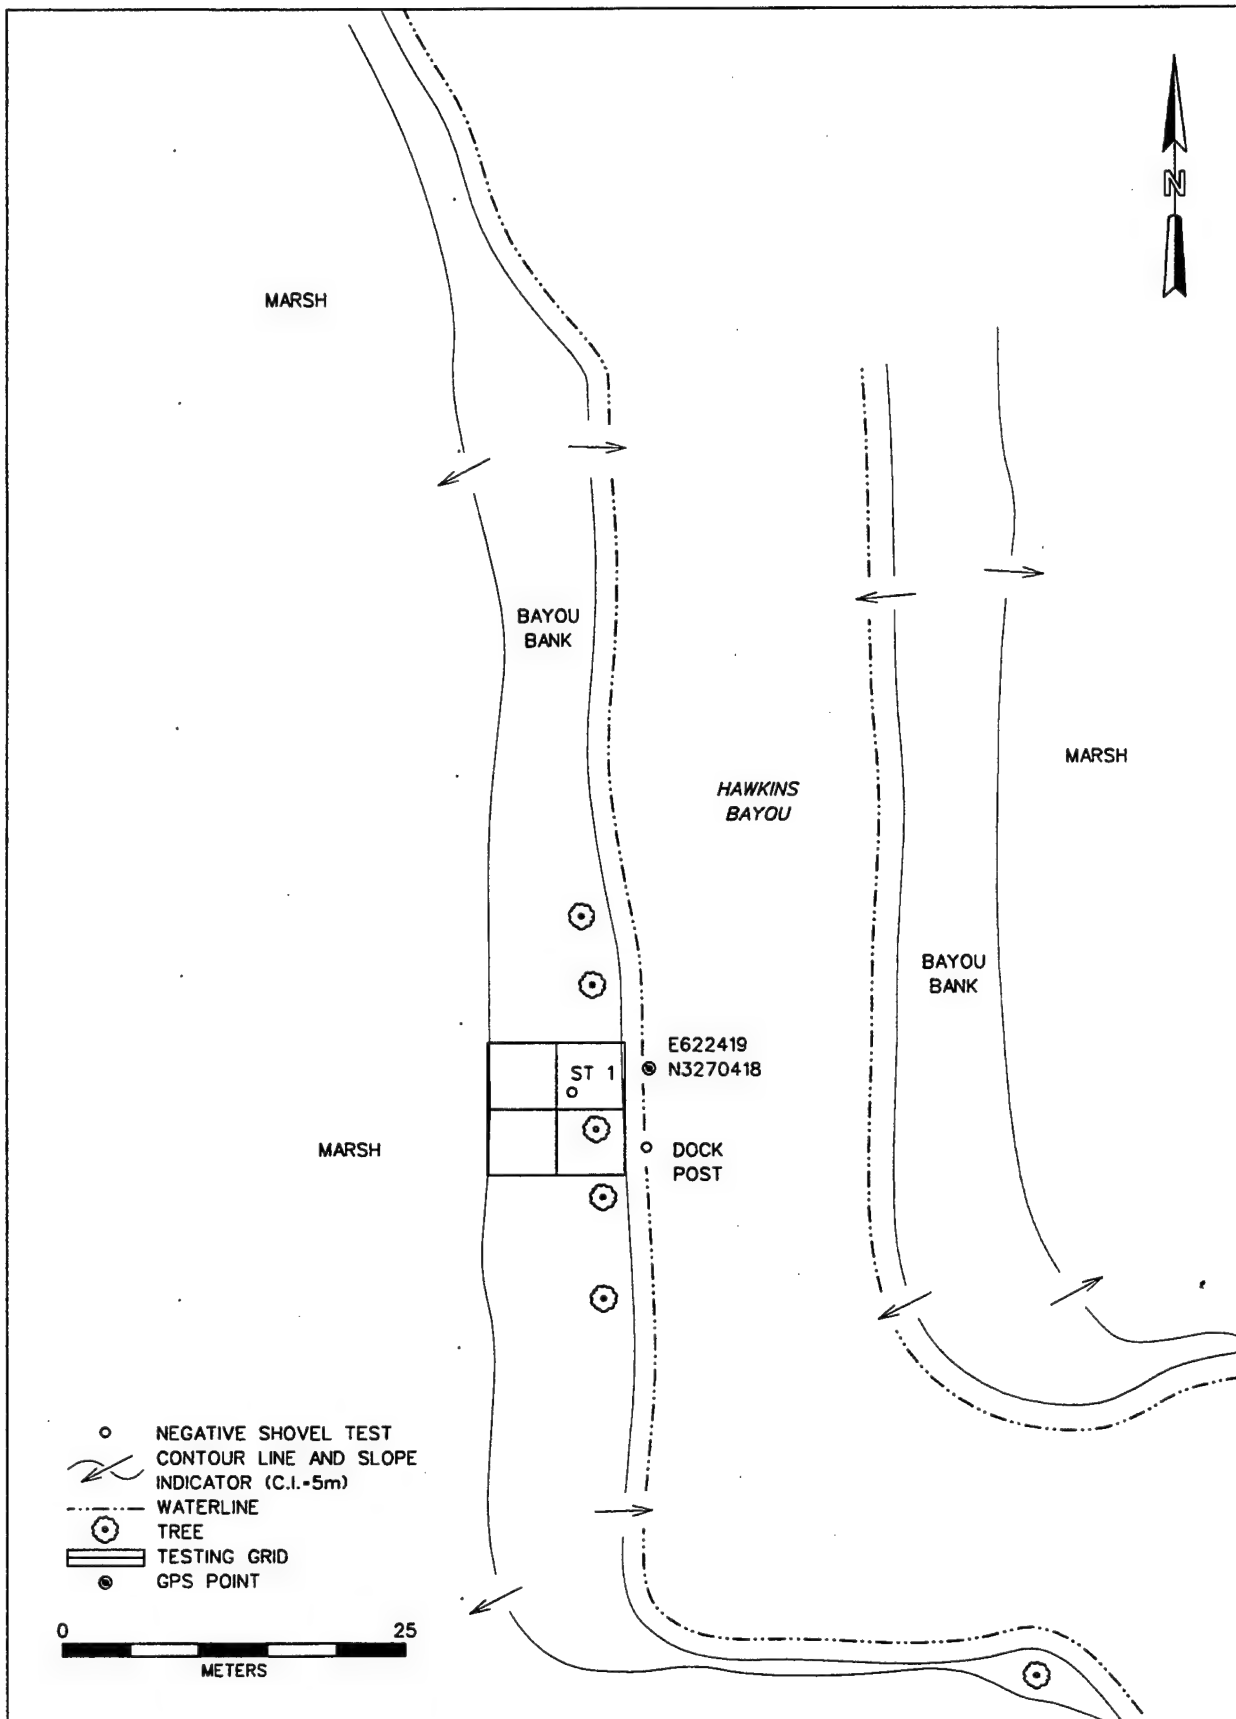 N
MARSH
BAYOU
BANK
HAWKINS
BAYOU
MARSH
BAYOU
BANK
E622419
N3270418
ST 1
MARSH
DOCK
POST
NEGATIVE SHOVEL TEST
CONTOUR LINE AND SLOPE
INDICATOR (C.I.=5m)
WATERLINE
TREE
TESTING GRID
GPS POINT
0 25
METERS